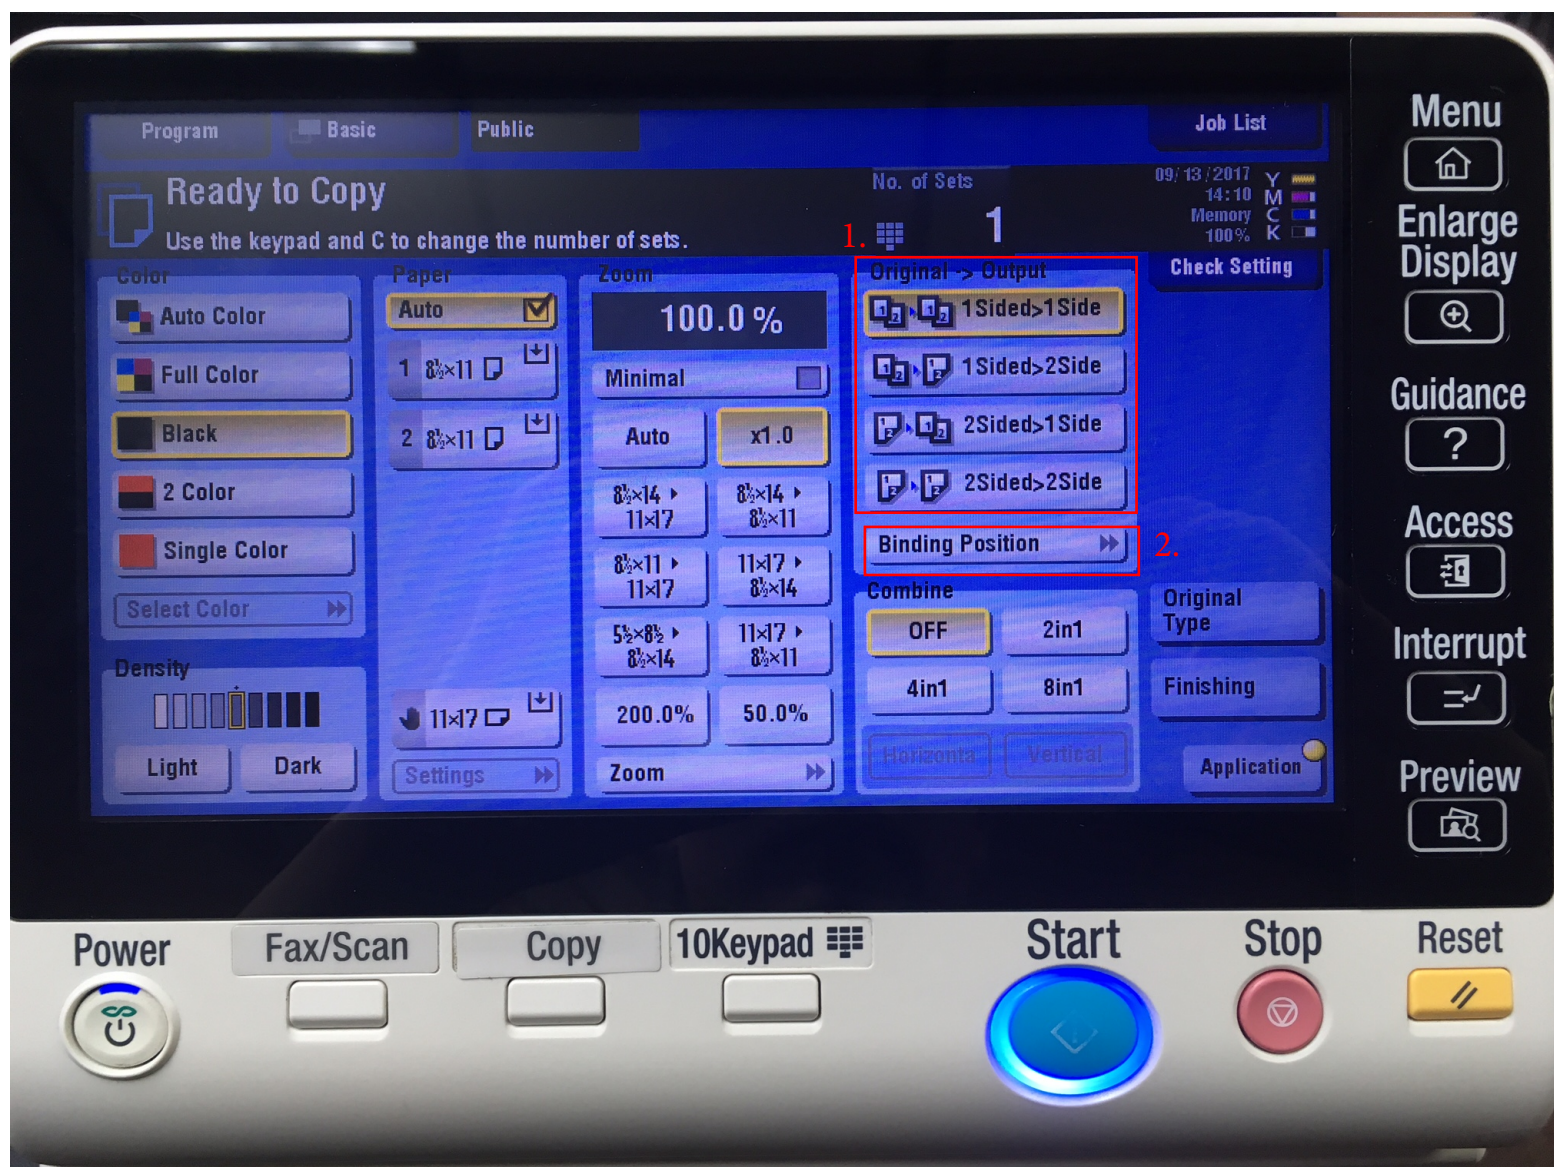 Program
Basic
Public
Job List
Ready to Copy
Use the keypad and C to change the number of sets.
No. of Sets
1
09/13/2017
14:10
Memory
100%
Y
M
C
K
1.
Color
Auto Color
Full Color
Black
2 Color
Single Color
Select Color
Density
Light
Dark
Paper
Auto
1 8½×11
2 8½×11
11×17
Settings
Zoom
100.0 %
Minimal
Auto
x1.0
8½×14
11×17
8½×14
8½×11
8½×11
11×17
11×17
8½×14
5½×8½
8½×14
11×17
8½×11
200.0%
50.0%
Zoom
Original -> Output
1Sided>1Side
1Sided>2Side
2Sided>1Side
2Sided>2Side
Binding Position
2.
Combine
OFF
2in1
4in1
8in1
Horizonta
Vertical
Check Setting
Original
Type
Finishing
Application
Menu
Enlarge
Display
Guidance
?
Access
Interrupt
Preview
Power
Fax/Scan
Copy
10Keypad
Start
Stop
Reset